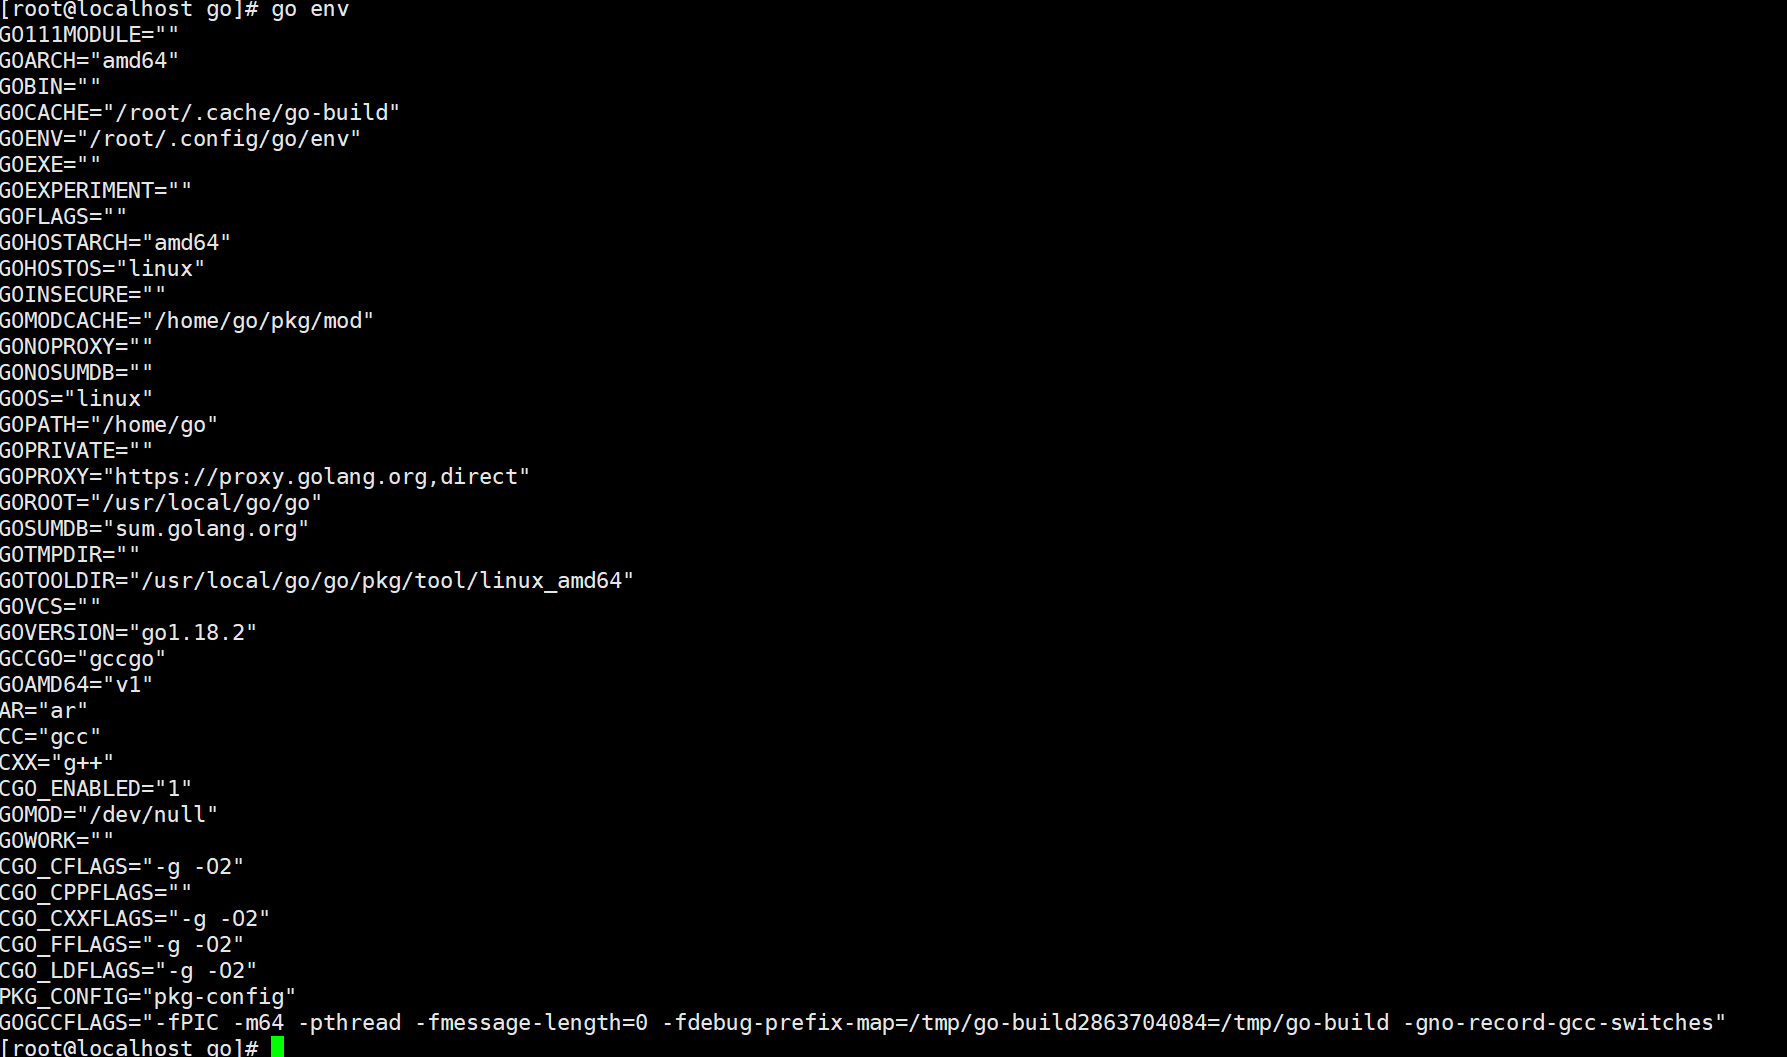 [root@localhost go]# go env
GO111MODULE=""
GOARCH="amd64"
GOBIN=""
GOCACHE="/root/.cache/go-build"
GOENV="/root/.config/go/env"
GOEXE=""
GOEXPERIMENT=""
GOFLAGS=""
GOHOSTARCH="amd64"
GOHOSTOS="linux"
GOINSECURE=""
GOMODCACHE="/home/go/pkg/mod"
GONOPROXY=""
GONOSUMDB=""
GOOS="linux"
GOPATH="/home/go"
GOPRIVATE=""
GOPROXY="https://proxy.golang.org,direct"
GOROOT="/usr/local/go/go"
GOSUMDB="sum.golang.org"
GOTMPDIR=""
GOTOOLDIR="/usr/local/go/go/pkg/tool/linux_amd64"
GOVCS=""
GOVERSION="go1.18.2"
GCCGO="gccgo"
GOAMD64="v1"
AR="ar"
CC="gcc"
CXX="g++"
CGO_ENABLED="1"
GOMOD="/dev/null"
GOWORK=""
CGO_CFLAGS="-g -O2"
CGO_CPPFLAGS=""
CGO_CXXFLAGS="-g -O2"
CGO_FFLAGS="-g -O2"
CGO_LDFLAGS="-g -O2"
PKG_CONFIG="pkg-config"
GOGCCFLAGS="-fPIC -m64 -pthread -fmessage-length=0 -fdebug-prefix-map=/tmp/go-build2863704084=/tmp/go-build -gno-record-gcc-switches"
[root@localhost go]#